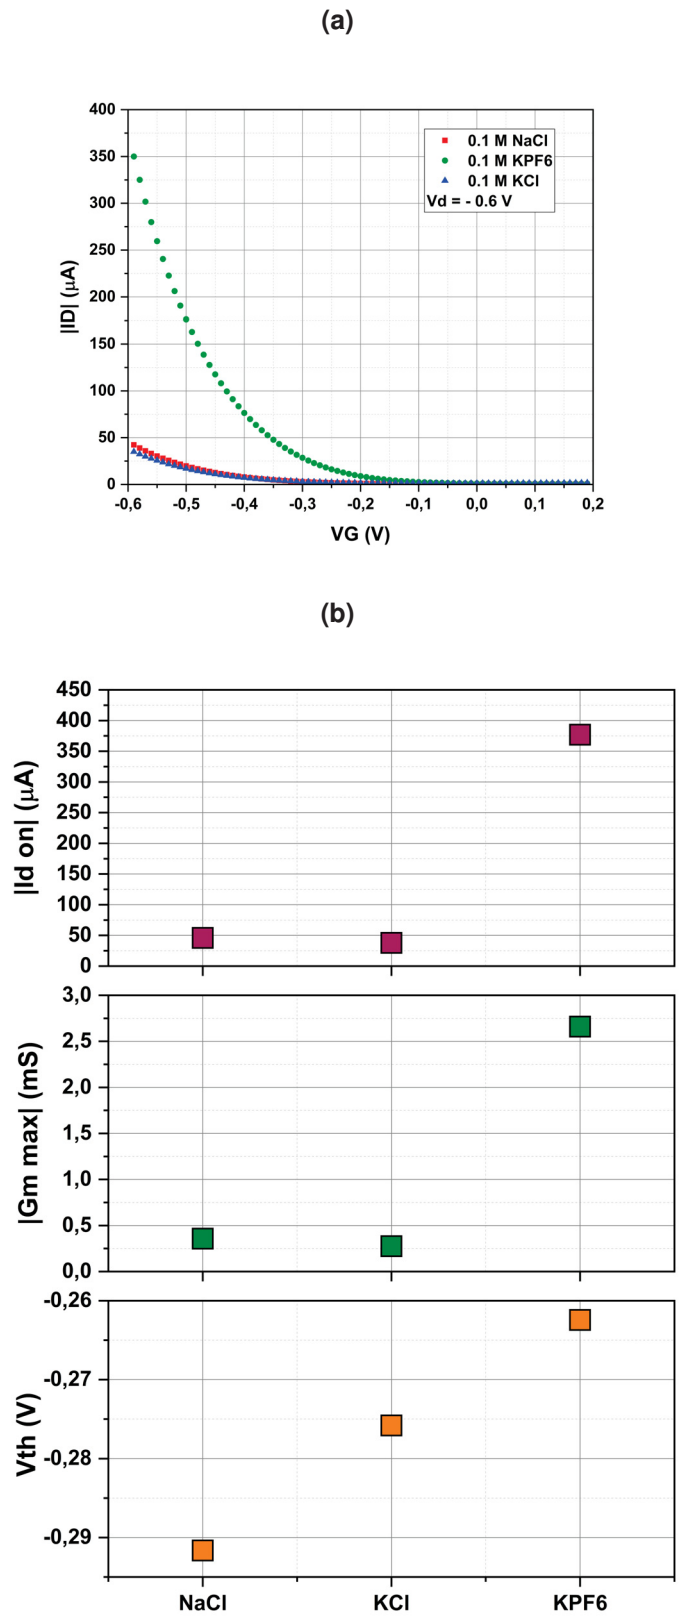 (a)
400
350
300
250
200
150
100
50
0
|ID| (μA)
0.1 M NaCl
0.1 M KPF6
0.1 M KCl
Vd = - 0.6 V
-0,6 -0,5 -0,4 -0,3 -0,2 -0,1 0,0 0,1 0,2
VG (V)
(b)
450
400
350
300
250
200
150
100
50
0
|Id on| (μA)
3,0
2,5
2,0
1,5
1,0
0,5
0,0
|Gm max| (mS)
-0,26
-0,27
-0,28
-0,29
Vth (V)
NaCl KCl KPF6